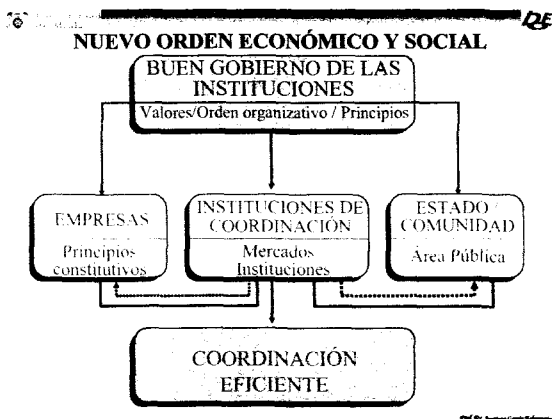 NUEVO ORDEN ECONÓMICO Y SOCIAL
BUEN GOBIERNO DE LAS
INSTITUCIONES
Valores/Orden organizativo / Principios
EMPRESAS
Principios
constitutivos
INSTITUCIONES DE
COORDINACIÓN
Mercados
Instituciones
ESTADO /
COMUNIDAD
Área Pública
COORDINACIÓN
EFICIENTE